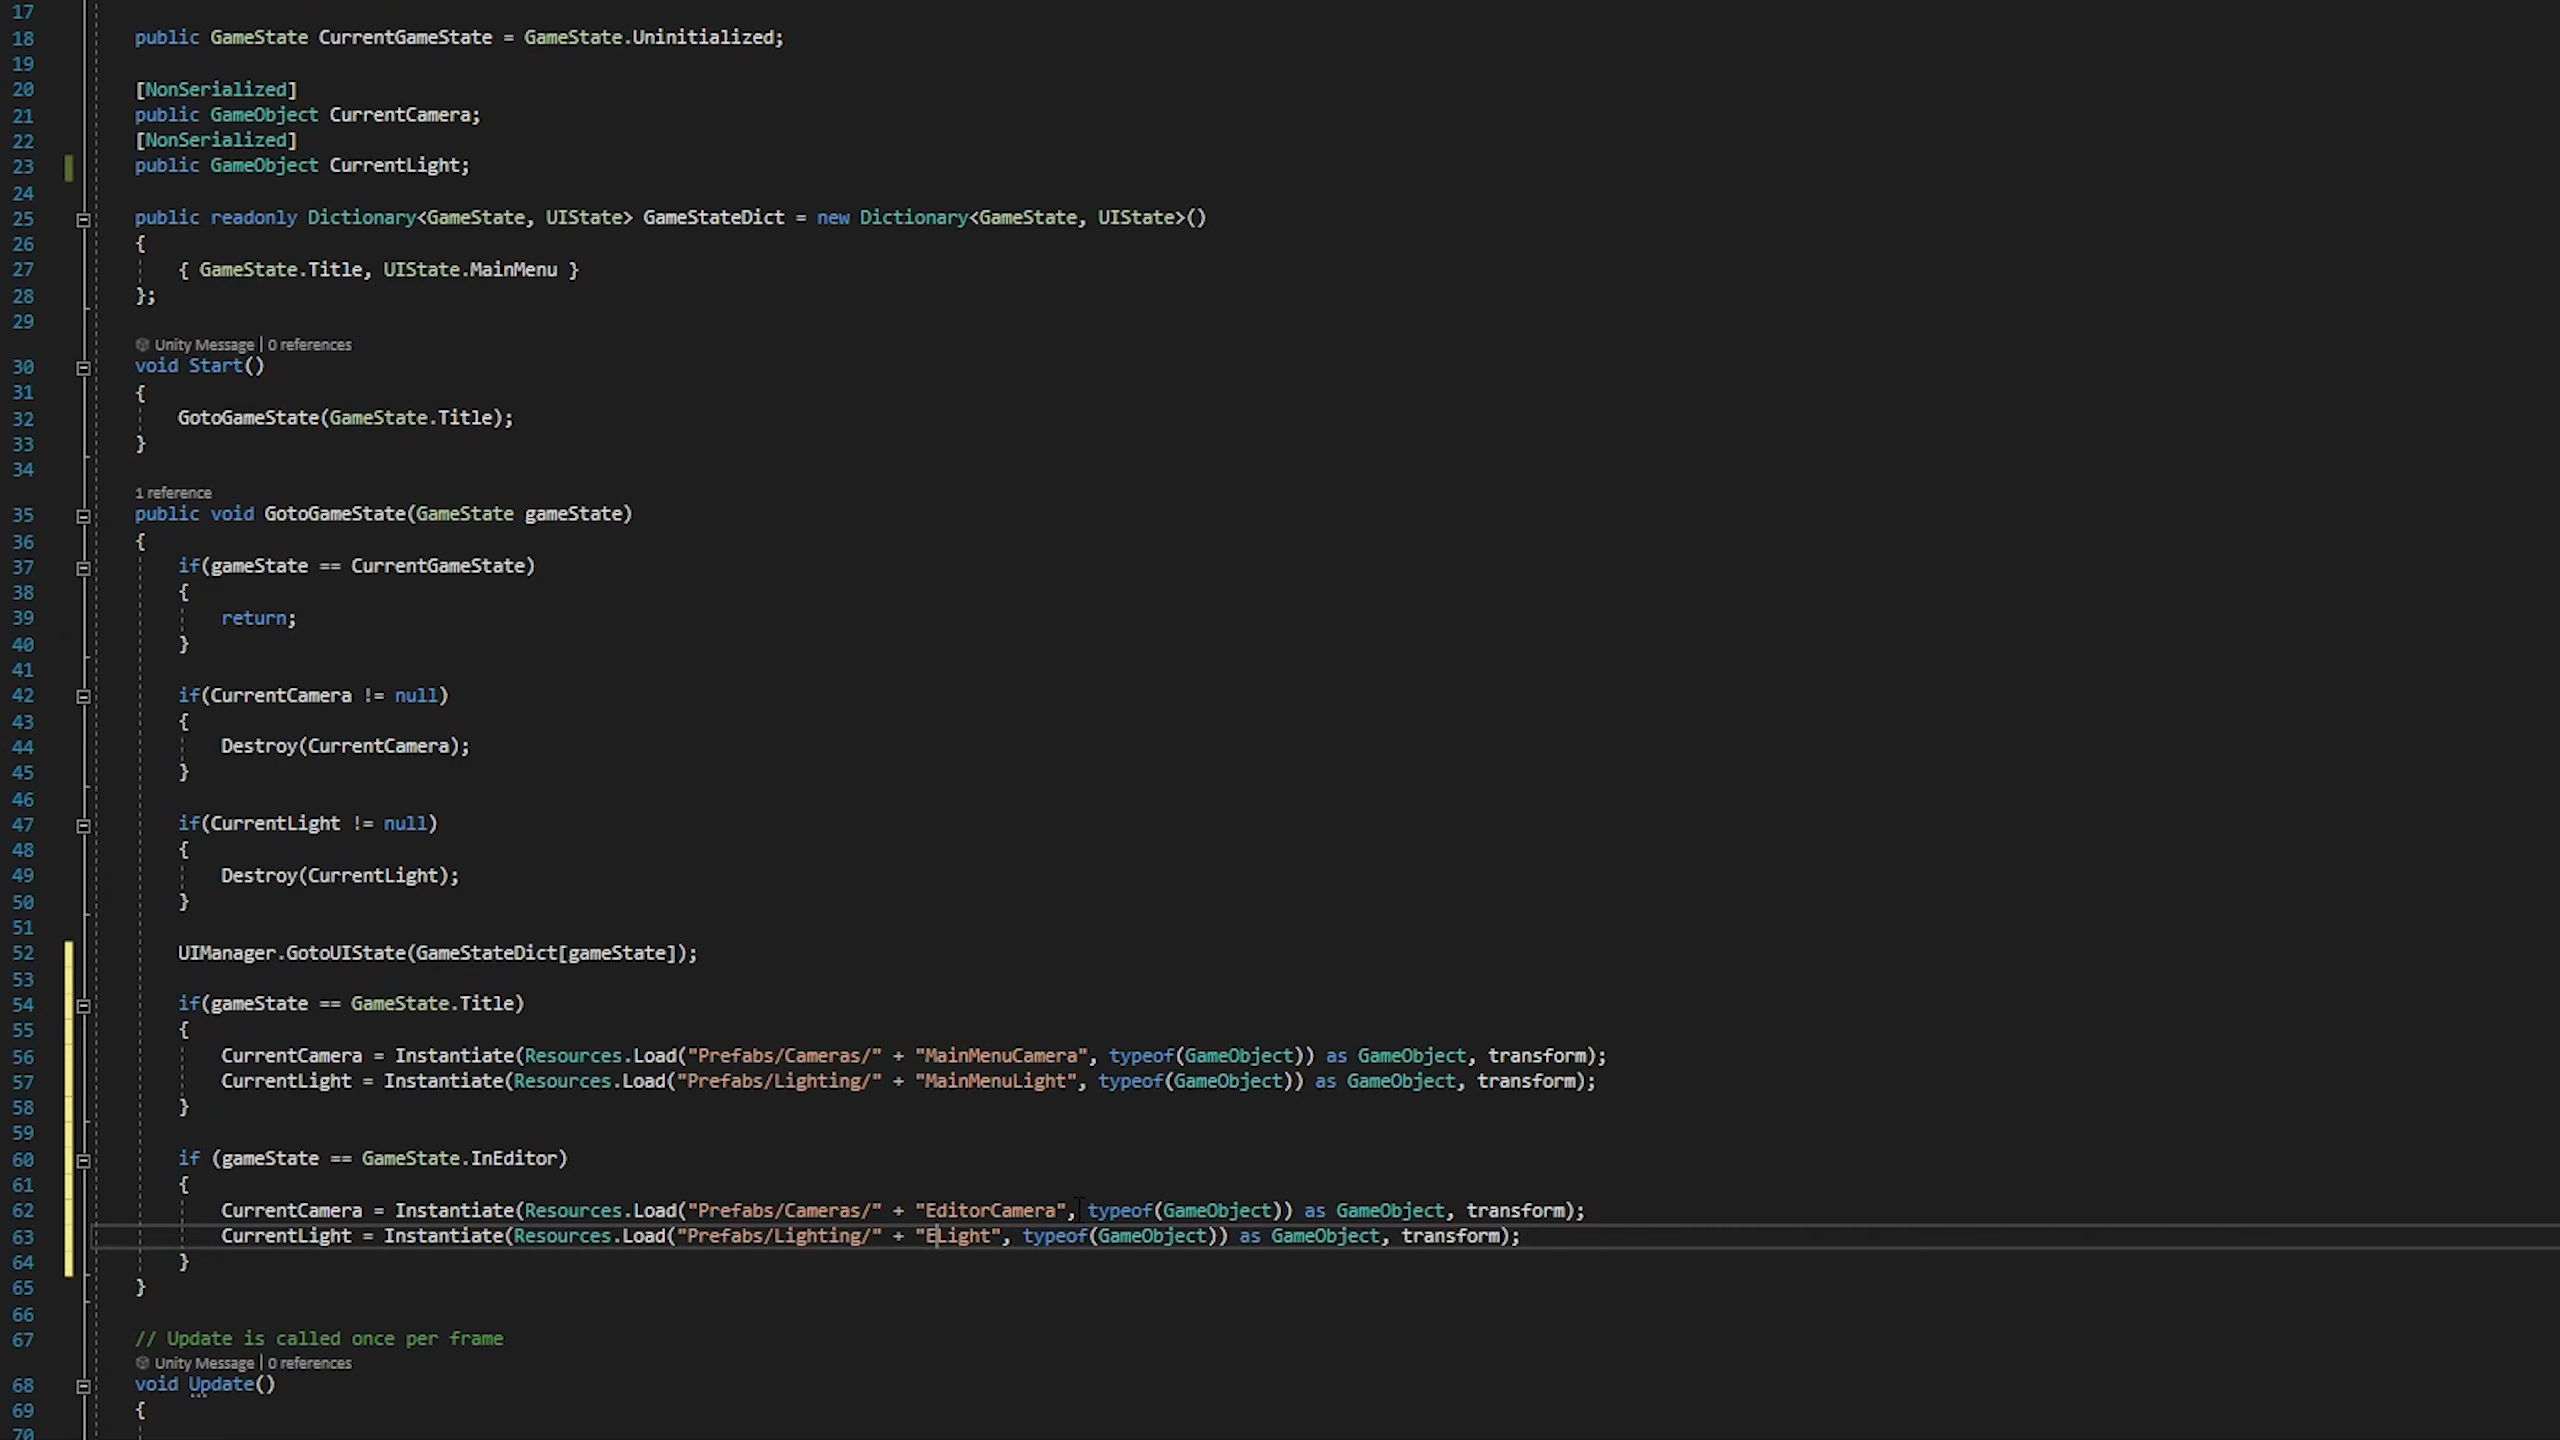 17
18 public GameState CurrentGameState = GameState.Uninitialized;
19
20 [NonSerialized]
21 public GameObject CurrentCamera;
22 [NonSerialized]
23 public GameObject CurrentLight;
24
25 public readonly Dictionary<GameState, UIState> GameStateDict = new Dictionary<GameState, UIState>()
26 {
27 { GameState.Title, UIState.MainMenu }
28 };
29
Unity Message | 0 references
30 void Start()
31 {
32 GotoGameState(GameState.Title);
33 }
34
1 reference
35 public void GotoGameState(GameState gameState)
36 {
37 if(gameState == CurrentGameState)
38 {
39 return;
40 }
41
42 if(CurrentCamera != null)
43 {
44 Destroy(CurrentCamera);
45 }
46
47 if(CurrentLight != null)
48 {
49 Destroy(CurrentLight);
50 }
51
52 UIManager.GotoUIState(GameStateDict[gameState]);
53
54 if(gameState == GameState.Title)
55 {
56 CurrentCamera = Instantiate(Resources.Load("Prefabs/Cameras/" + "MainMenuCamera", typeof(GameObject)) as GameObject, transform);
57 CurrentLight = Instantiate(Resources.Load("Prefabs/Lighting/" + "MainMenuLight", typeof(GameObject)) as GameObject, transform);
58 }
59
60 if (gameState == GameState.InEditor)
61 {
62 CurrentCamera = Instantiate(Resources.Load("Prefabs/Cameras/" + "EditorCamera", typeof(GameObject)) as GameObject, transform);
63 CurrentLight = Instantiate(Resources.Load("Prefabs/Lighting/" + "ELight", typeof(GameObject)) as GameObject, transform);
64 }
65 }
66
67 // Update is called once per frame
Unity Message | 0 references
68 void Update()
69 {
70